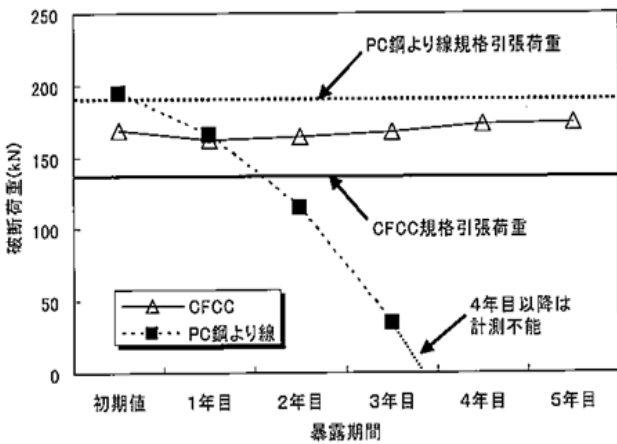 250
PC鋼より線規格引張荷重
200
150
破断荷重(kN)
CFCC規格引張荷重
100
50
CFCC
PC鋼より線
4年目以降は
計測不能
0
初期値 1年目 2年目 3年目 4年目 5年目
暴露期間